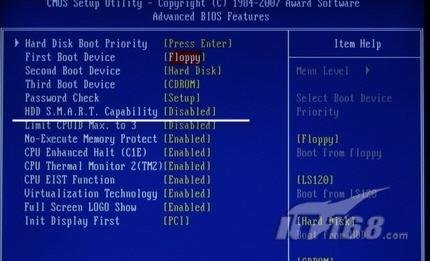 CMOS Setup Utility - Copyright (C) 1984-2007 Award Software
Advanced BIOS Features
Hard Disk Boot Priority [Press Enter]
First Boot Device [Floppy]
Second Boot Device [Hard Disk]
Third Boot Device [CDROM]
Password Check [Setup]
HDD S.M.A.R.T. Capability [Disabled]
Limit CPUID Max. to 3 [Disabled]
No-Execute Memory Protect [Enabled]
CPU Enhanced Halt (C1E) [Enabled]
CPU Thermal Monitor 2(TM2) [Enabled]
CPU EIST Function [Enabled]
Virtualization Technology [Enabled]
Full Screen LOGO Show [Enabled]
Init Display First [PCI]
Item Help
Menu Level
Select Boot Device
Priority
[Floppy]
Boot from floppy
[LS120]
Boot from LS120
[Hard Disk]
Boot from HDD
[CDROM]